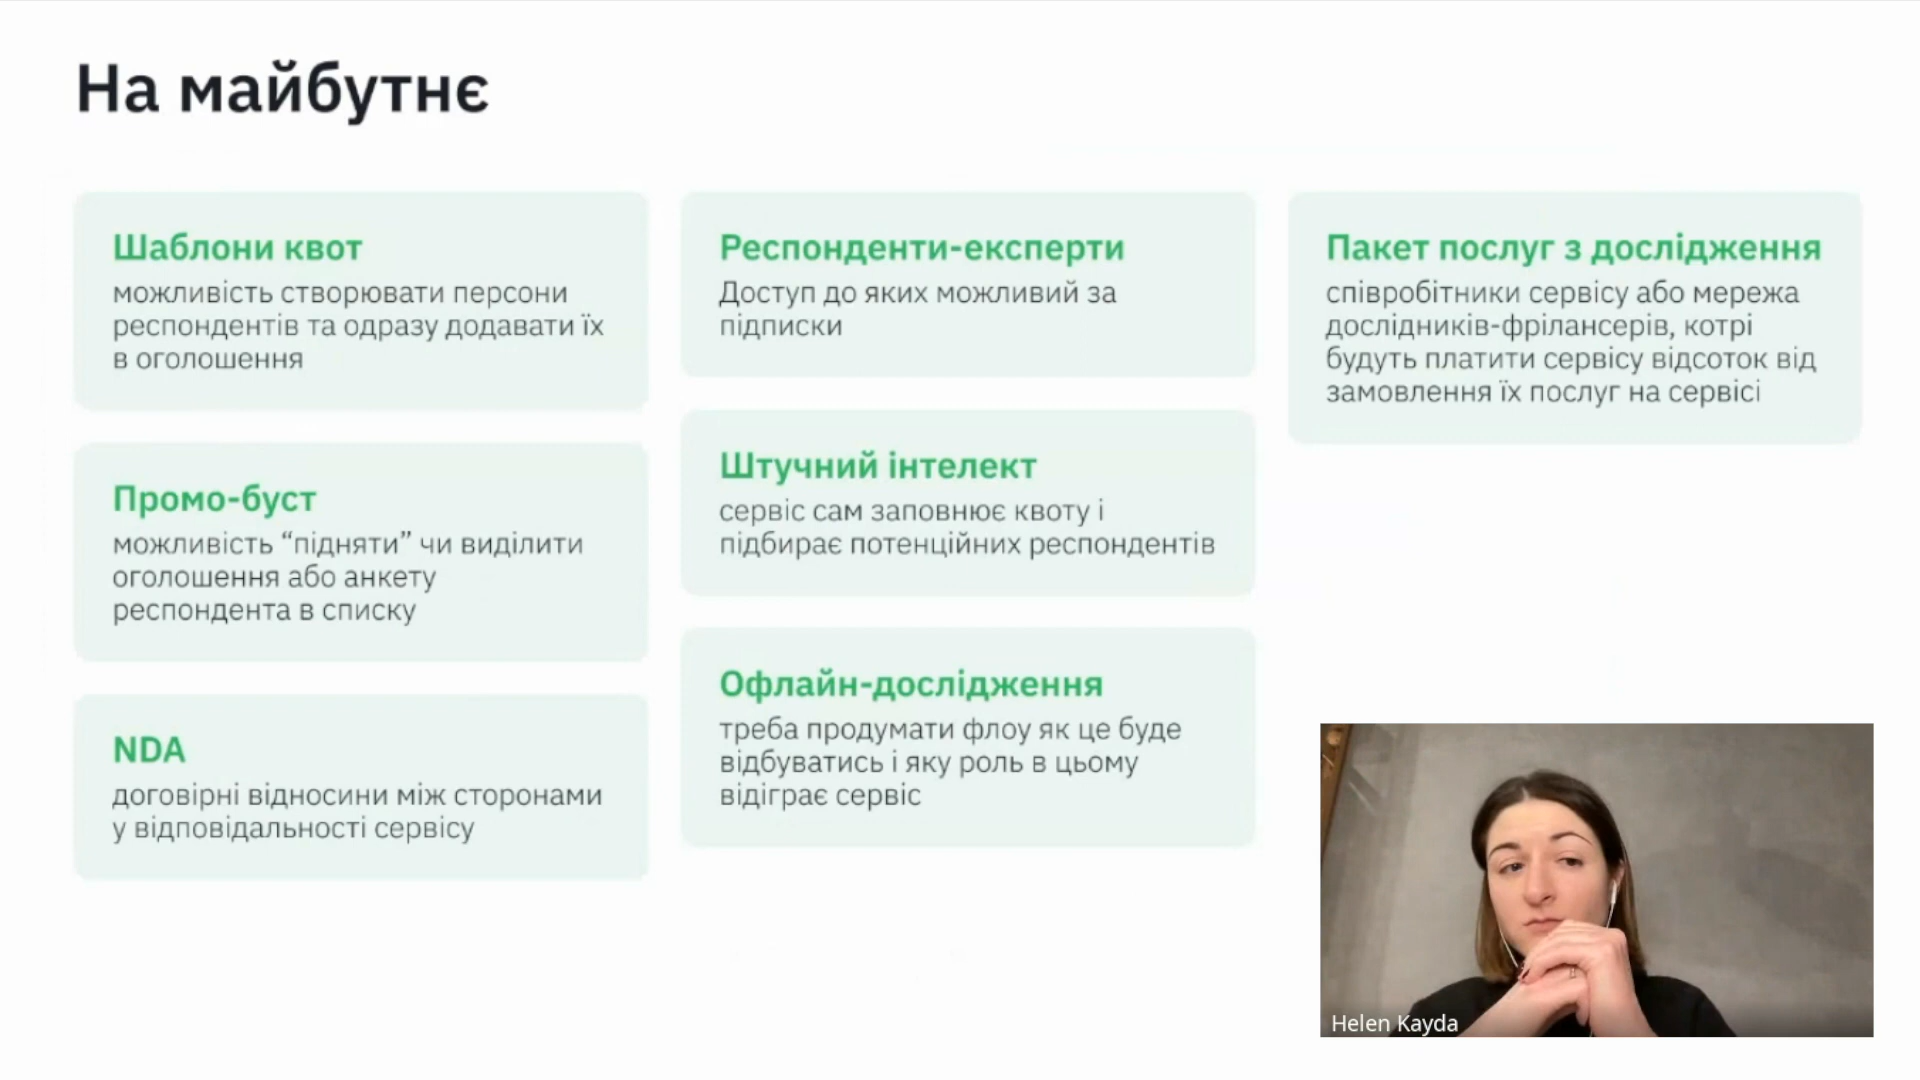 На майбутнє
Шаблони квот
можливість створювати персони
респондентів та одразу додавати їх
в оголошення
Промо-буст
можливість “підняти” чи виділити
оголошення або анкету
респондента в списку
NDA
договірні відносини між сторонами
у відповідальності сервісу
Респонденти-експерти
Доступ до яких можливий за
підписки
Штучний інтелект
сервіс сам заповнює квоту і
підбирає потенційних респондентів
Офлайн-дослідження
треба продумати флоу як це буде
відбуватись і яку роль в цьому
відіграє сервіс
Пакет послуг з дослідження
співробітники сервісу або мережа
дослідників-фрілансерів, котрі
будуть платити сервісу відсоток від
замовлення їх послуг на сервісі
Helen Kayda